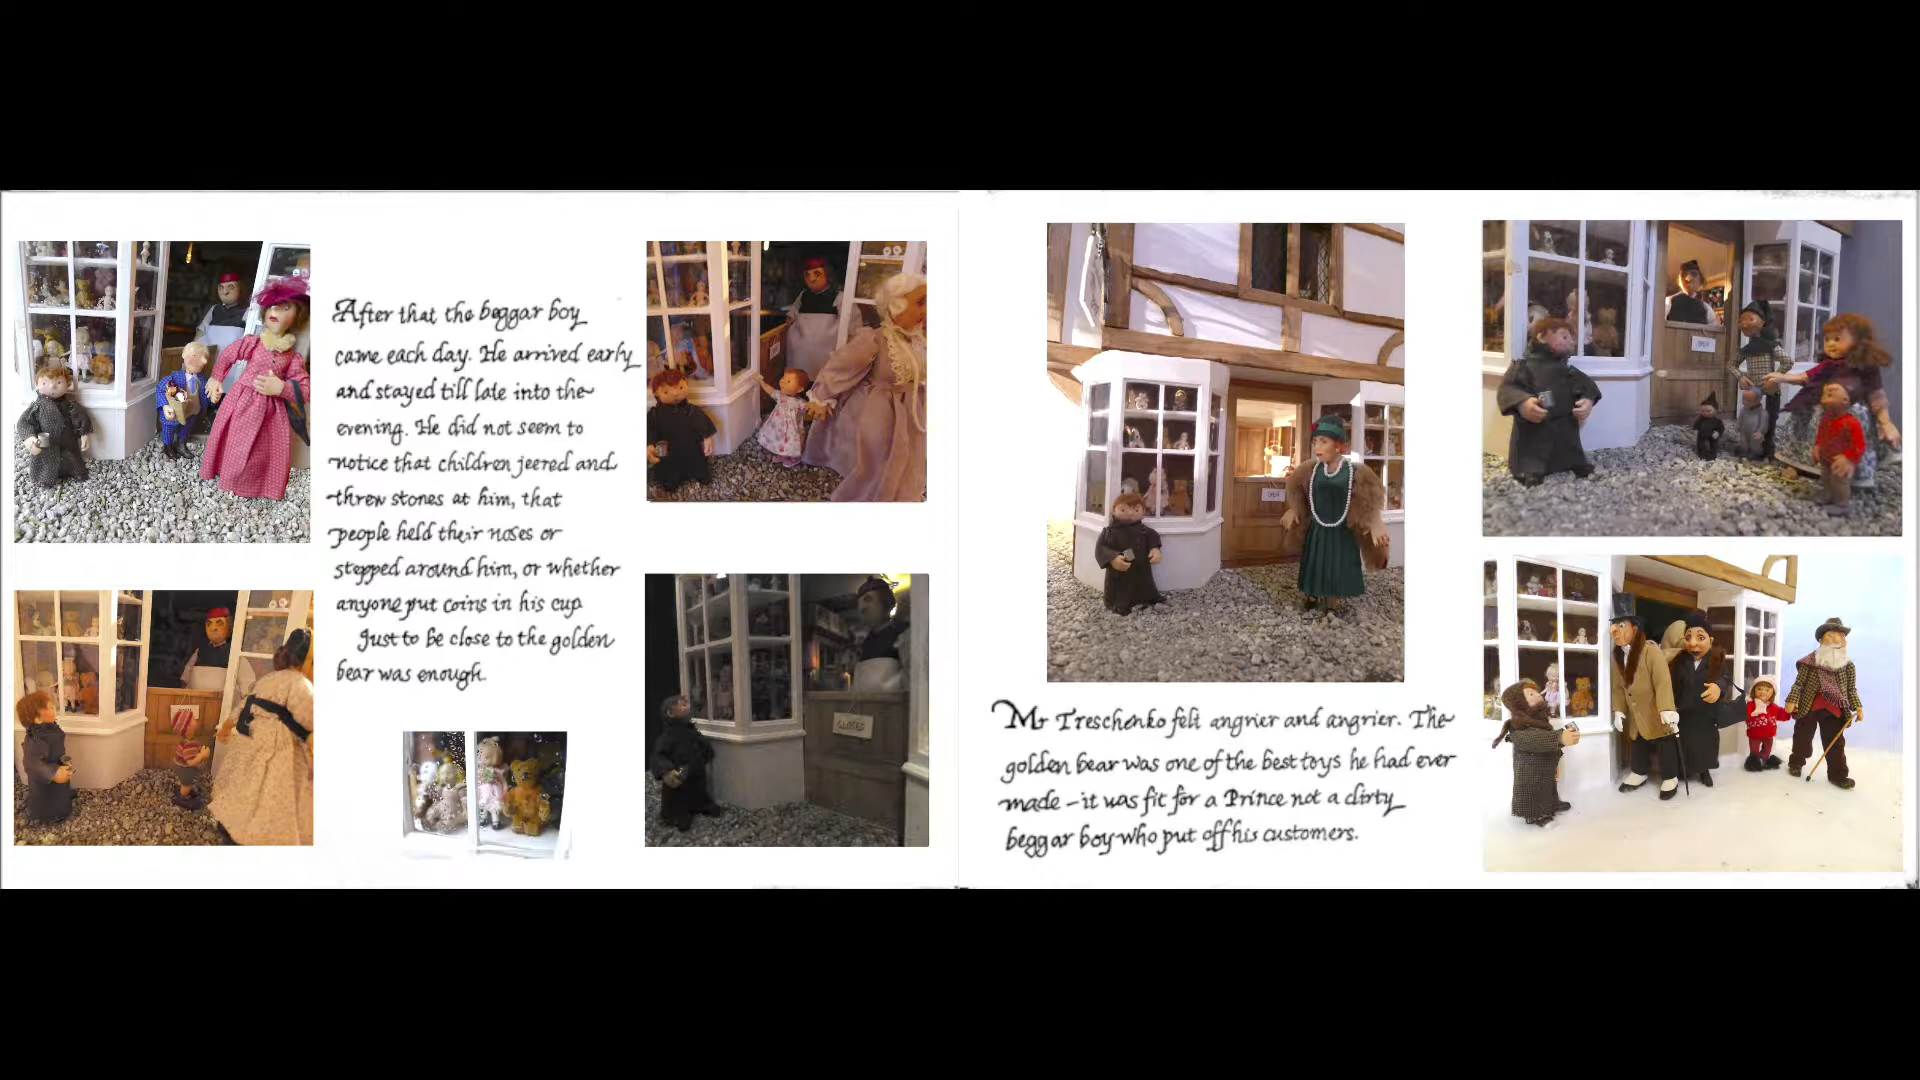 After that the beggar boy
came each day. He arrived early
and stayed till late into the
evening. He did not seem to
notice that children jeered and
threw stones at him, that
people held their noses or
stepped around him, or whether
anyone put coins in his cup
Just to be close to the golden
bear was enough.
CLOSED
OPEN
OPEN
Mr Treschenko felt angrier and angrier. The
golden bear was one of the best toys he had ever
made - it was fit for a Prince not a dirty
beggar boy who put off his customers.